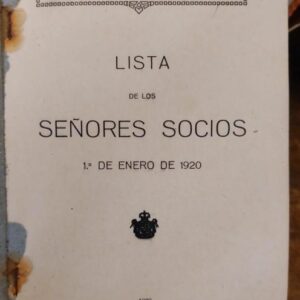 LISTA
DE LOS
SEÑORES SOCIOS
1.º DE ENERO DE 1920